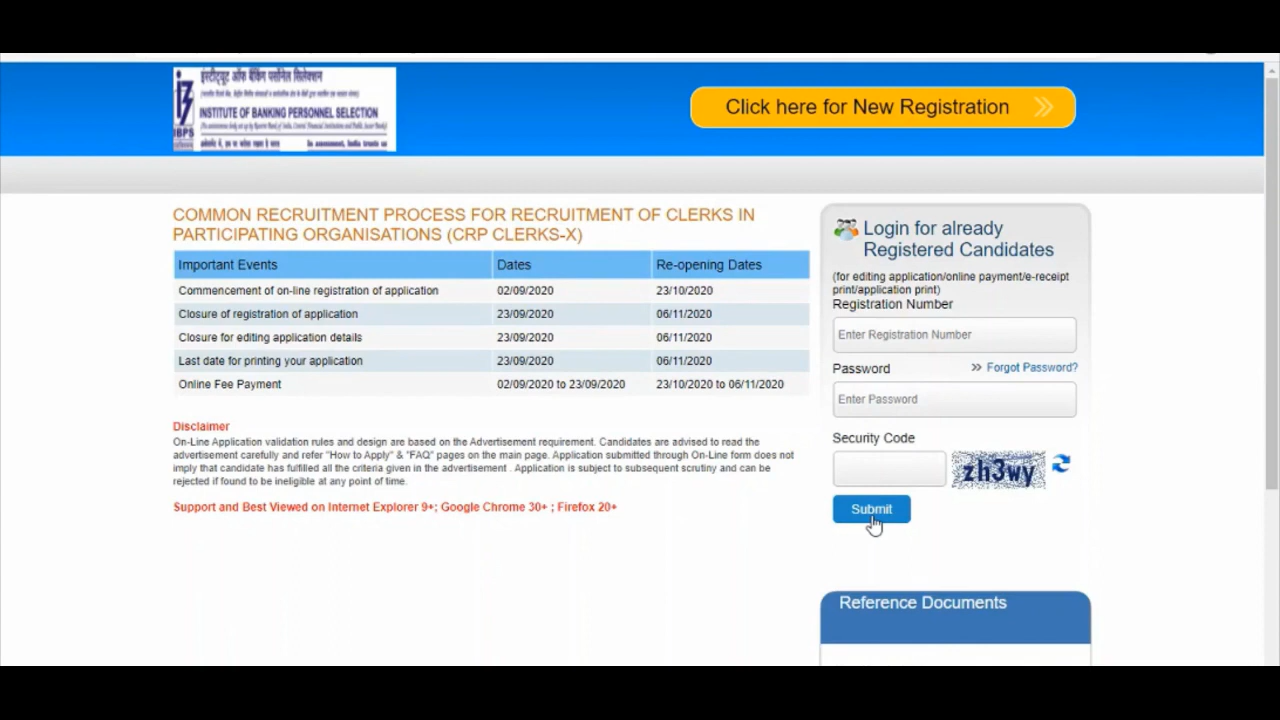 इंस्टीट्यूट ऑफ बैंकिंग पर्सोनेल सिलेक्शन
INSTITUTE OF BANKING PERSONNEL SELECTION
IBPS
In assessment, India trusts us
Click here for New Registration
COMMON RECRUITMENT PROCESS FOR RECRUITMENT OF CLERKS IN
PARTICIPATING ORGANISATIONS (CRP CLERKS-X)
Important Events Dates Re-opening Dates
Commencement of on-line registration of application 02/09/2020 23/10/2020
Closure of registration of application 23/09/2020 06/11/2020
Closure for editing application details 23/09/2020 06/11/2020
Last date for printing your application 23/09/2020 06/11/2020
Online Fee Payment 02/09/2020 to 23/09/2020 23/10/2020 to 06/11/2020
Disclaimer
On-Line Application validation rules and design are based on the Advertisement requirement. Candidates are advised to read the
advertisement carefully and refer "How to Apply" & "FAQ" pages on the main page. Application submitted through On-Line form does not
imply that candidate has fulfilled all the criteria given in the advertisement . Application is subject to subsequent scrutiny and can be
rejected if found to be ineligible at any point of time.
Support and Best Viewed on Internet Explorer 9+; Google Chrome 30+ ; Firefox 20+
Login for already
Registered Candidates
(for editing application/online payment/e-receipt
print/application print)
Registration Number
Enter Registration Number
Password >> Forgot Password?
Enter Password
Security Code
zh3wy
Submit
Reference Documents